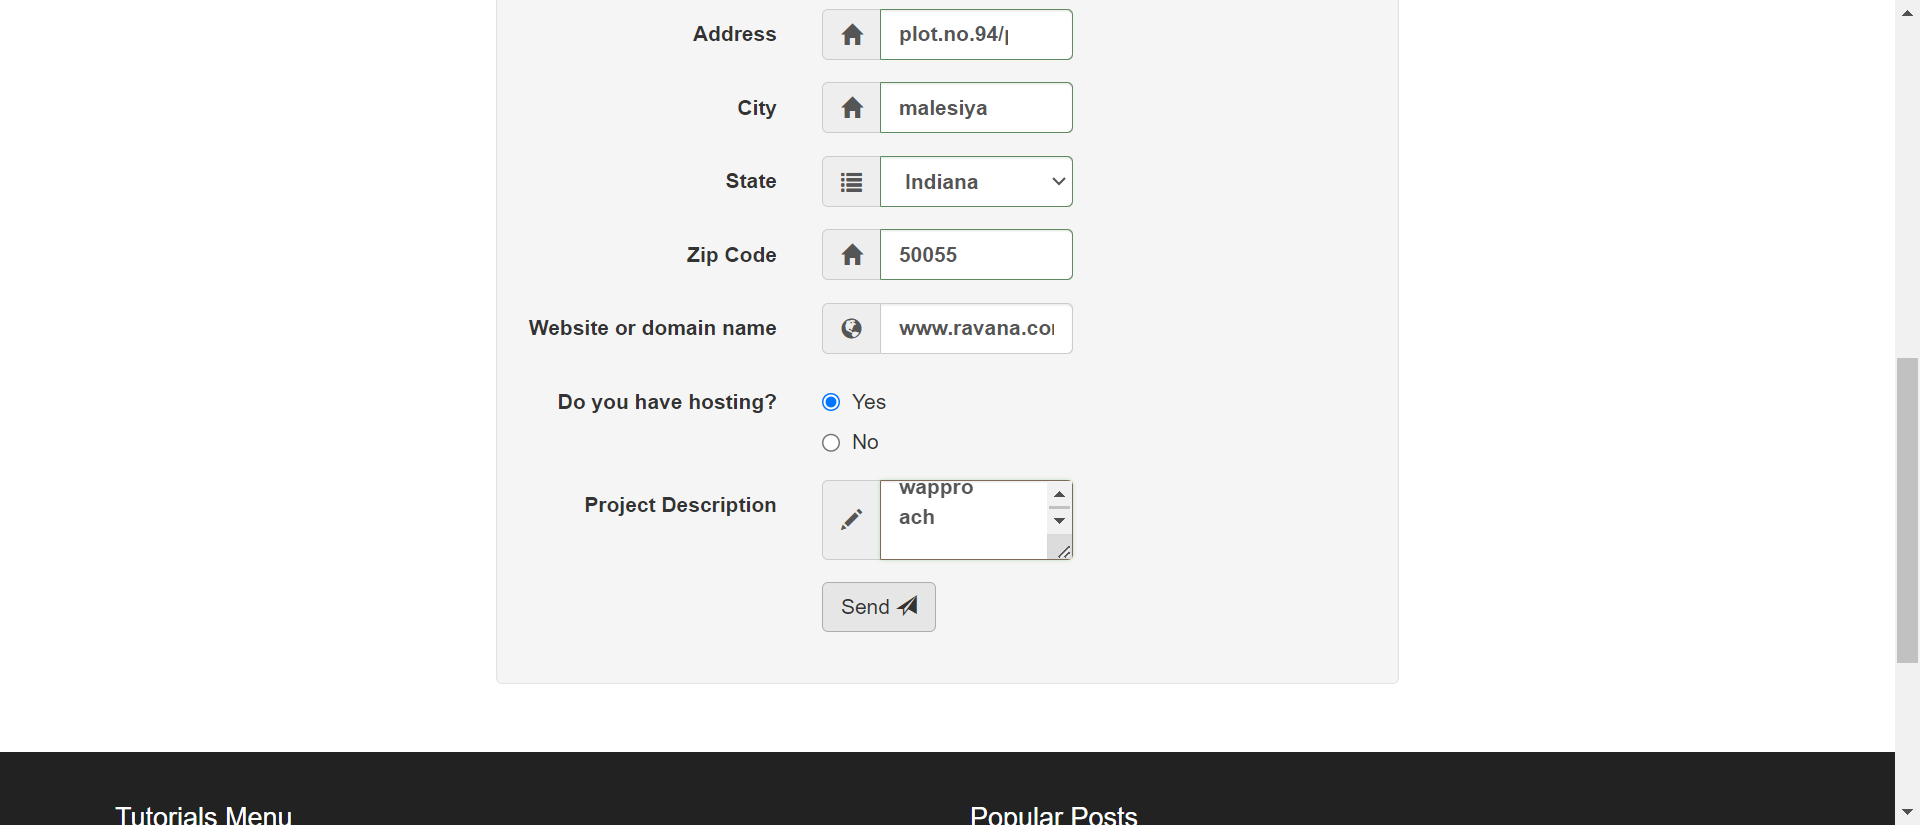 Address
plot.no.94/
City
malesiya
State
Indiana
Zip Code
50055
Website or domain name
www.ravana.co
Do you have hosting?
Yes
No
Project Description
wappro
ach
Send
Tutorials Menu
Popular Posts